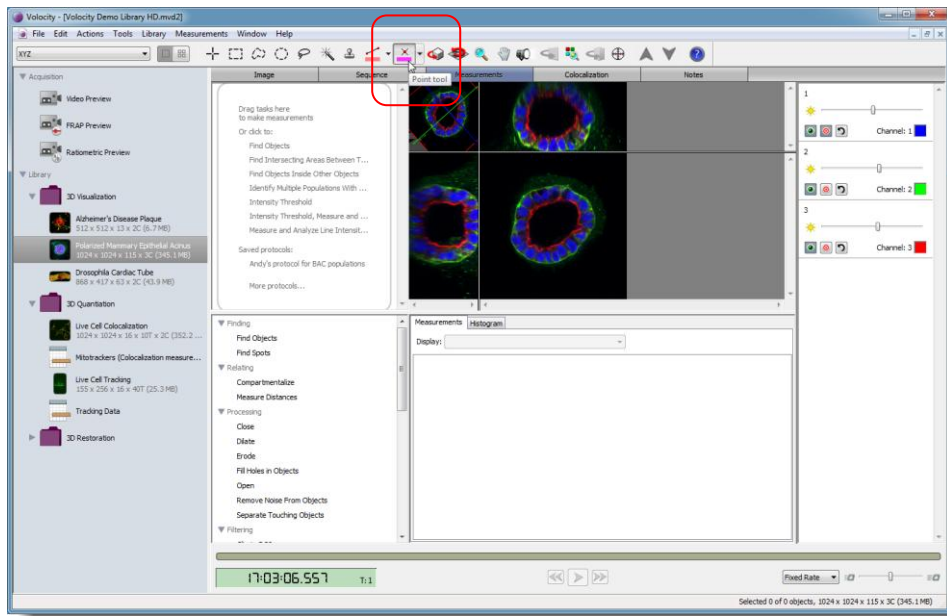 Volocity - [Volocity Demo Library HD.mvd2]
File Edit Actions Tools Library Measurements Window Help
XYZ
Point tool
Image Sequence Measurements Colocalization Notes
Acquisition
Video Preview
FRAP Preview
Ratiometric Preview
Library
3D Visualization
Alzheimer's Disease Plaque
512 x 512 x 13 x 2C (6.7 MB)
Polarized Mammary Epithelial Acinus
1024 x 1024 x 115 x 3C (345.1 MB)
Drosophila Cardiac Tube
868 x 417 x 63 x 2C (43.9 MB)
3D Quantiation
Live Cell Colocalization
1024 x 1024 x 16 x 10T x 2C (352.2 ...
Mitotrackers (Colocalization measure...
Live Cell Tracking
155 x 256 x 16 x 40T (25.3 MB)
Tracking Data
3D Restoration
Drag tasks here
to make measurements
Or click to:
Find Objects
Find Intersecting Areas Between T...
Find Objects Inside Other Objects
Identify Multiple Populations With ...
Intensity Threshold
Intensity Threshold, Measure and ...
Measure and Analyze Line Intensit...
Saved protocols:
Andy's protocol for BAC populations
More protocols...
Finding
Find Objects
Find Spots
Relating
Compartmentalize
Measure Distances
Processing
Close
Dilate
Erode
Fill Holes in Objects
Open
Remove Noise From Objects
Separate Touching Objects
Filtering
Measurements Histogram
Display:
1
Channel: 1
2
Channel: 2
3
Channel: 3
17:03:06.557 T: 1
Fixed Rate
Selected 0 of 0 objects, 1024 x 1024 x 115 x 3C (345.1 MB)